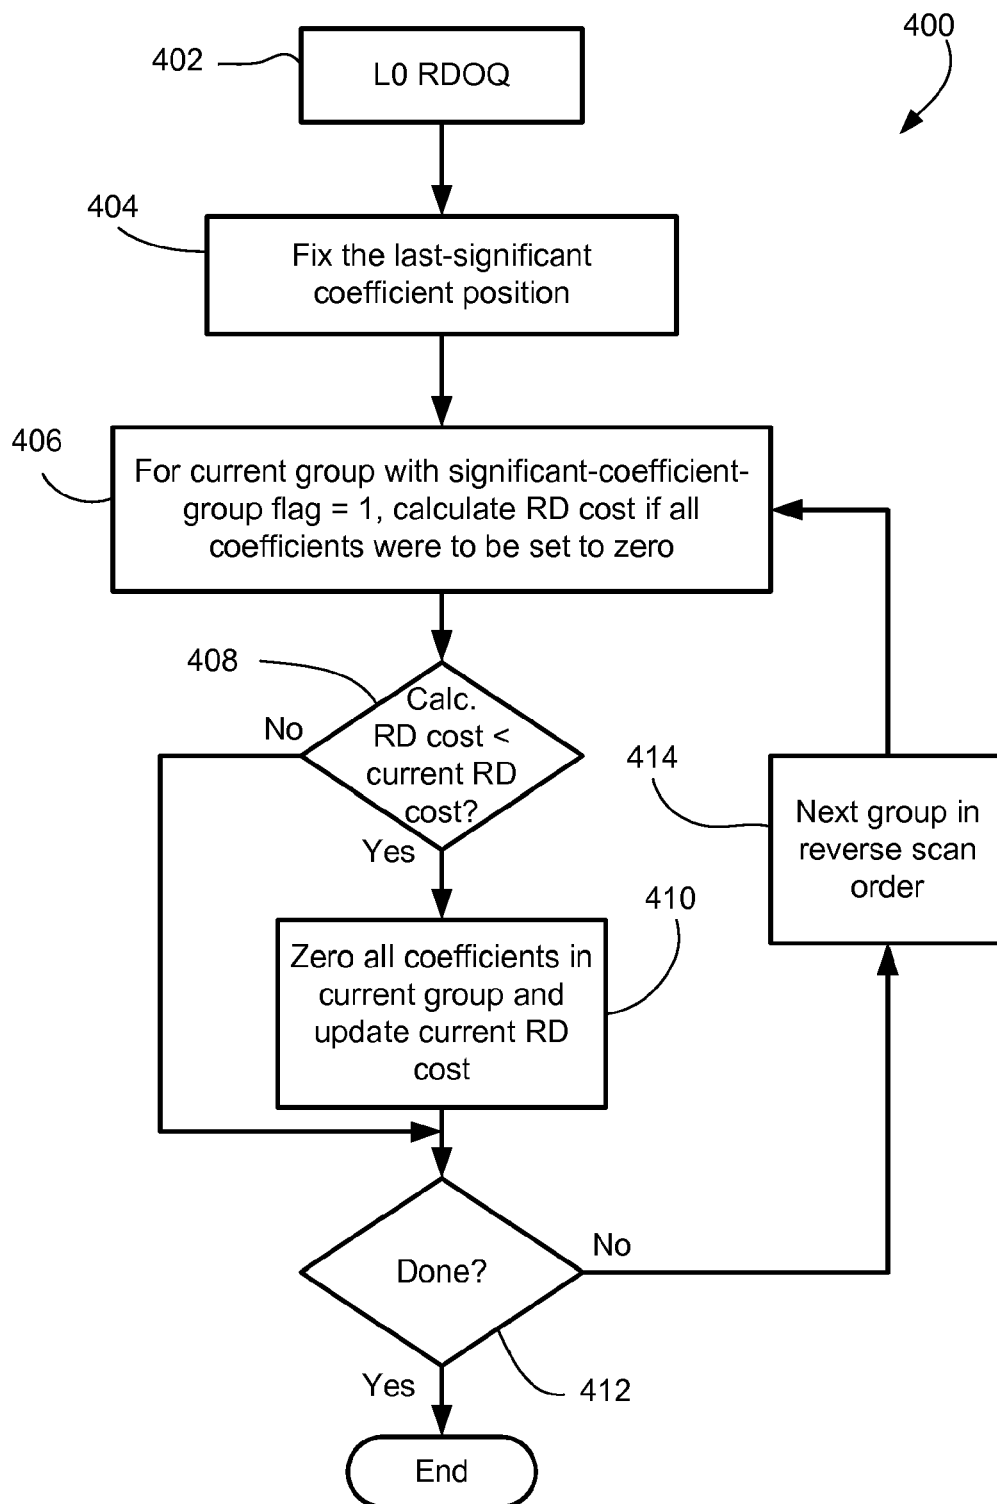 400
402
L0 RDOQ
404
Fix the last-significant
coefficient position
406
For current group with significant-coefficient-
group flag = 1, calculate RD cost if all
coefficients were to be set to zero
408
Calc.
RD cost <
current RD
cost?
No
Yes
414
Next group in
reverse scan
order
410
Zero all coefficients in
current group and
update current RD
cost
Done?
No
Yes
412
End